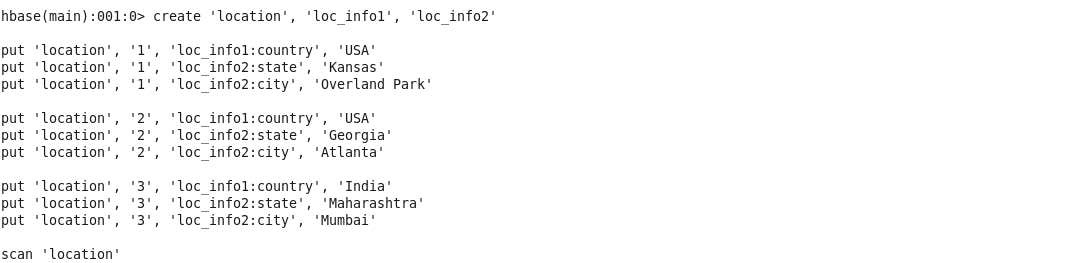 hbase(main):001:0> create 'location', 'loc_info1', 'loc_info2'
put 'location', '1', 'loc_info1:country', 'USA'
put 'location', '1', 'loc_info2:state', 'Kansas'
put 'location', '1', 'loc_info2:city', 'Overland Park'
put 'location', '2', 'loc_info1:country', 'USA'
put 'location', '2', 'loc_info2:state', 'Georgia'
put 'location', '2', 'loc_info2:city', 'Atlanta'
put 'location', '3', 'loc_info1:country', 'India'
put 'location', '3', 'loc_info2:state', 'Maharashtra'
put 'location', '3', 'loc_info2:city', 'Mumbai'
scan 'location'